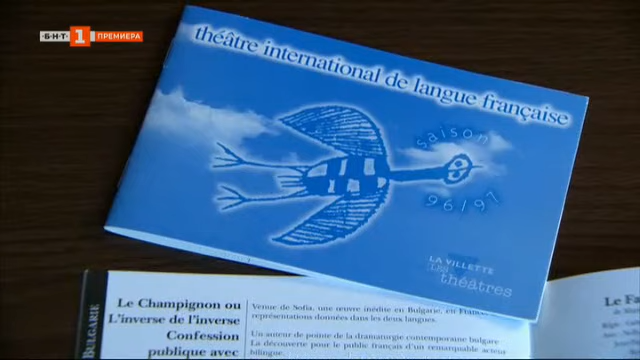 БНТ 1 ПРЕМИЕРА
théâtre international de langue française
saison
96/97
LA VILLETTE
LES théâtres
BULGARIE
Le Champignon ou
L'inverse de l'inverse
Confession
publique avec
Venue de Sofia, une œuvre inédite en Bulgarie, en France
représentations données dans les deux langues.
Un auteur de pointe de la dramaturgie contemporaine bulgare
La découverte pour le public français d'un remarquable acteur
bilingue.